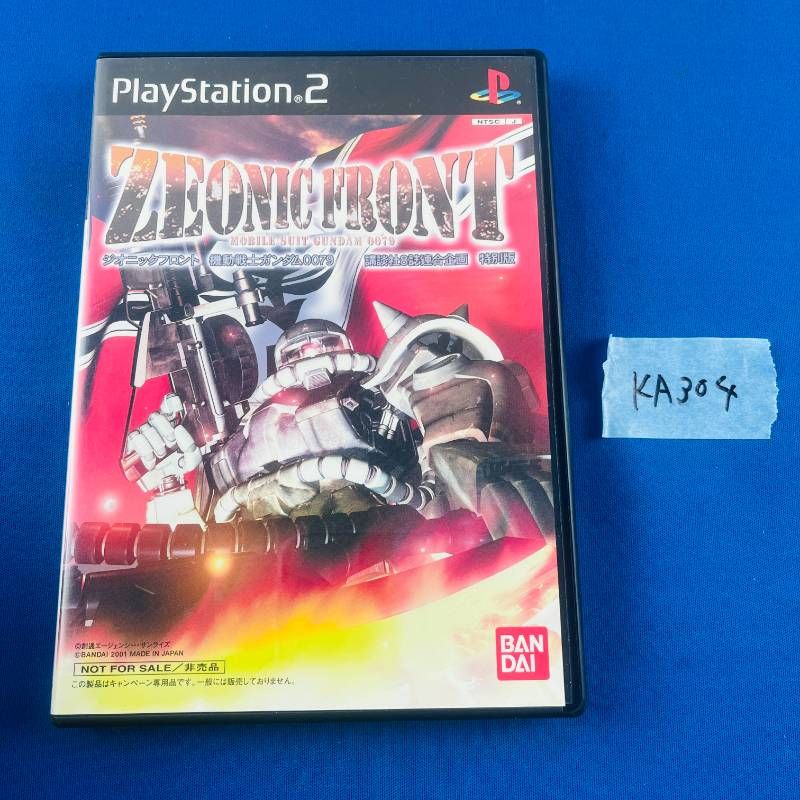 PlayStation®2
NTSC J
ZEONIC FRONT
MOBILE SUIT GUNDAM 0079
ジオニックフロント 機動戦士ガンダム0079 講談社8誌連合企画 特別版
KA304
©創通エージェンシー・サンライズ
©BANDAI 2001 MADE IN JAPAN
NOT FOR SALE/非売品
この製品はキャンペーン専用品です。一般には販売しておりません。
BAN
DAI